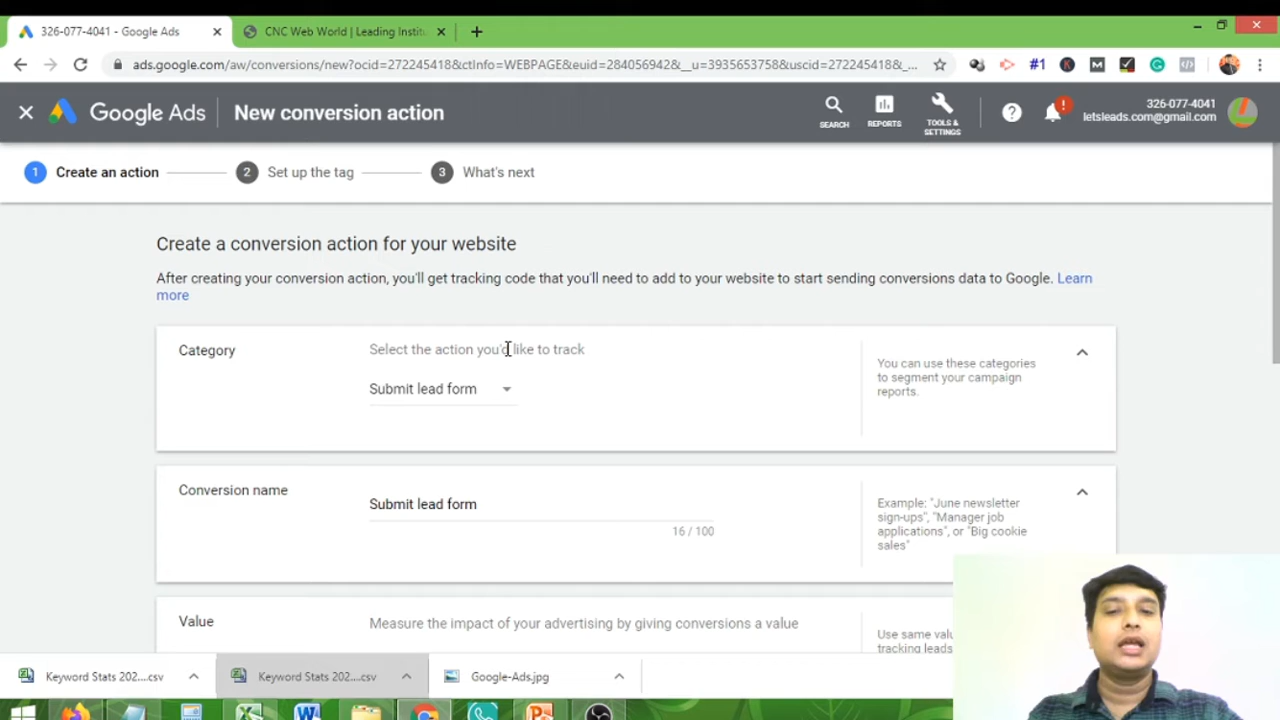 326-077-4041 - Google Ads
CNC Web World | Leading Institu
ads.google.com/aw/conversions/new?ocid=272245418&ctInfo=WEBPAGE&euid=284056942&__u=3935653758&uscid=272245418&_...
#1
Google Ads
New conversion action
SEARCH
REPORTS
TOOLS &
SETTINGS
326-077-4041
letsleads.com@gmail.com
1 Create an action
2 Set up the tag
3 What's next
Create a conversion action for your website
After creating your conversion action, you'll get tracking code that you'll need to add to your website to start sending conversions data to Google. Learn
more
Category
Select the action you'd like to track
Submit lead form
You can use these categories
to segment your campaign
reports.
Conversion name
Submit lead form
16 / 100
Example: "June newsletter
sign-ups", "Manager job
applications", or "Big cookie
sales"
Value
Measure the impact of your advertising by giving conversions a value
Use same valu
tracking leads
Keyword Stats 202....csv
Keyword Stats 202....csv
Google-Ads.jpg